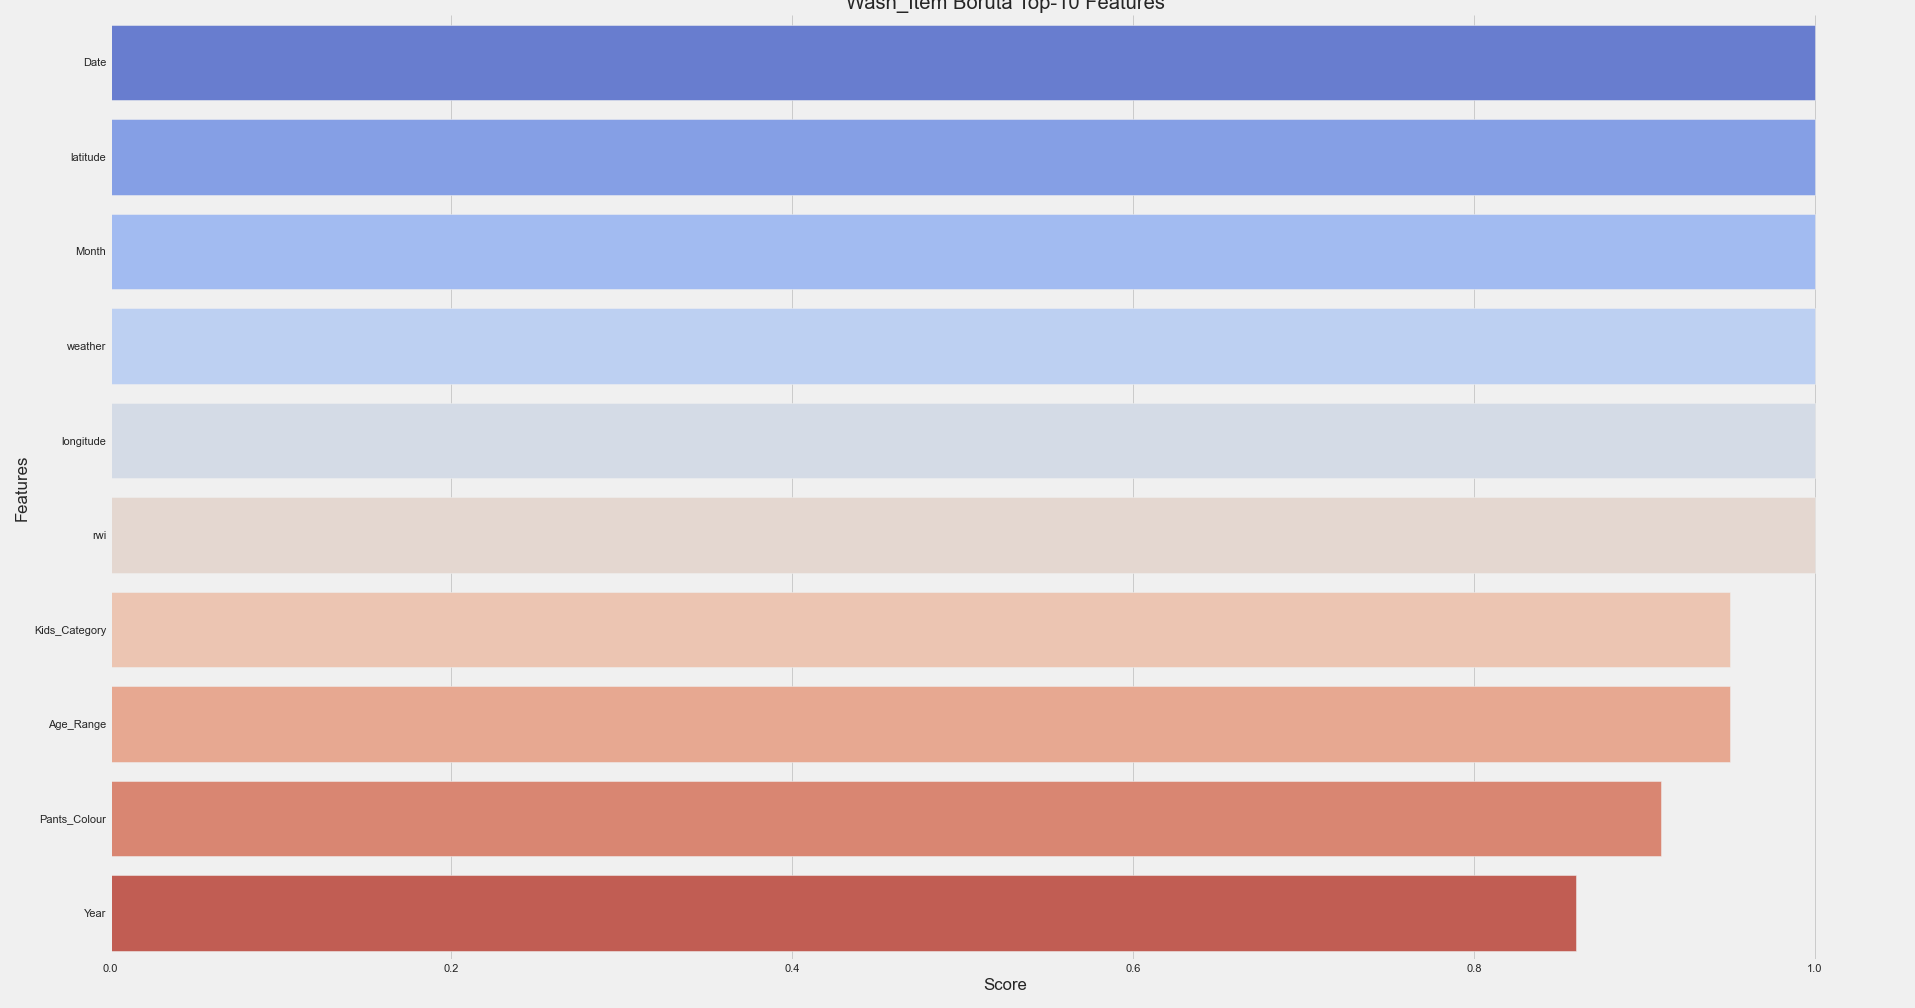 Wash_Item Boruta Top-10 Features
Date
latitude
Month
weather
longitude
rwi
Kids_Category
Age_Range
Pants_Colour
Year
Features
0.0 0.2 0.4 0.6 0.8 1.0
Score